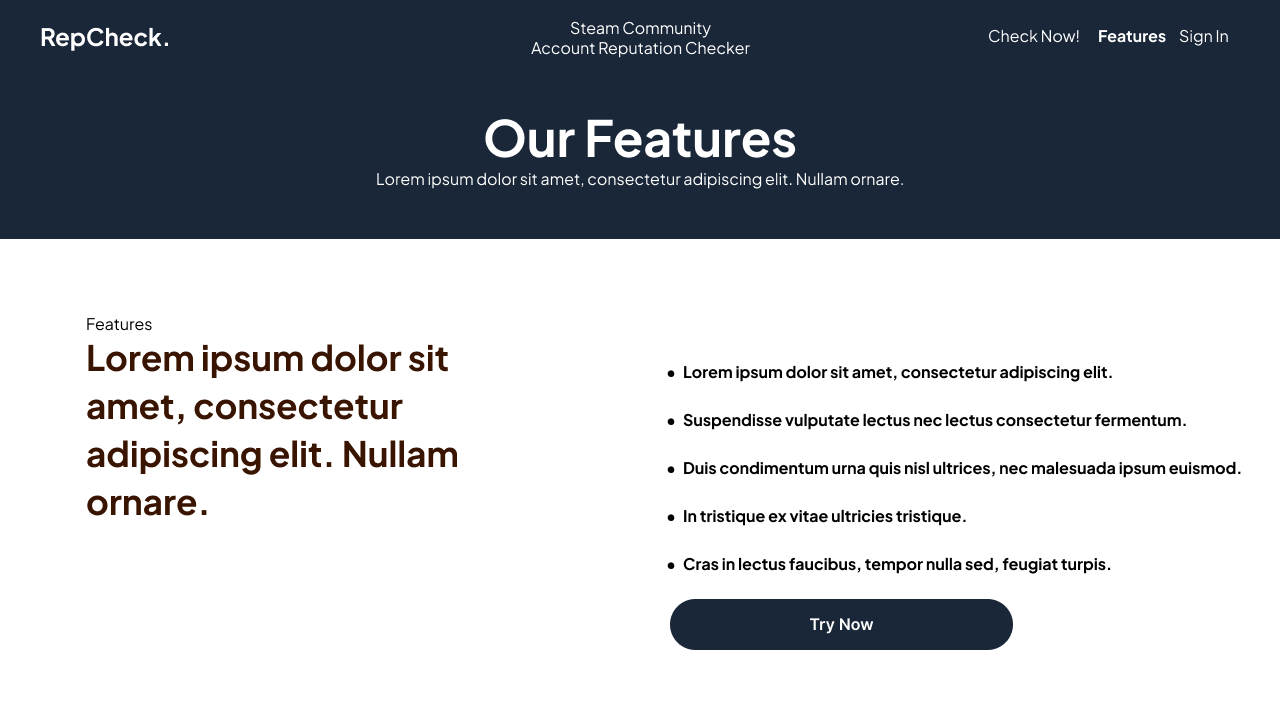 RepCheck.
Steam Community
Account Reputation Checker
Check Now! Features Sign In
Our Features
Lorem ipsum dolor sit amet, consectetur adipiscing elit. Nullam ornare.
Features
Lorem ipsum dolor sit
amet, consectetur
adipiscing elit. Nullam
ornare.
• Lorem ipsum dolor sit amet, consectetur adipiscing elit.
• Suspendisse vulputate lectus nec lectus consectetur fermentum.
• Duis condimentum urna quis nisl ultrices, nec malesuada ipsum euismod.
• In tristique ex vitae ultricies tristique.
• Cras in lectus faucibus, tempor nulla sed, feugiat turpis.
Try Now